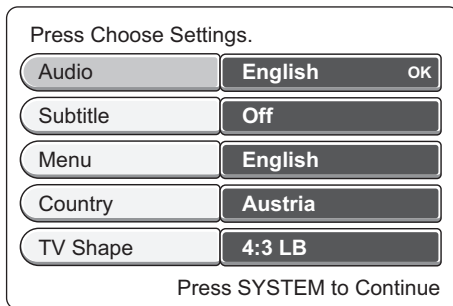 Press Choose Settings.
Audio English OK
Subtitle Off
Menu English
Country Austria
TV Shape 4:3 LB
Press SYSTEM to Continue